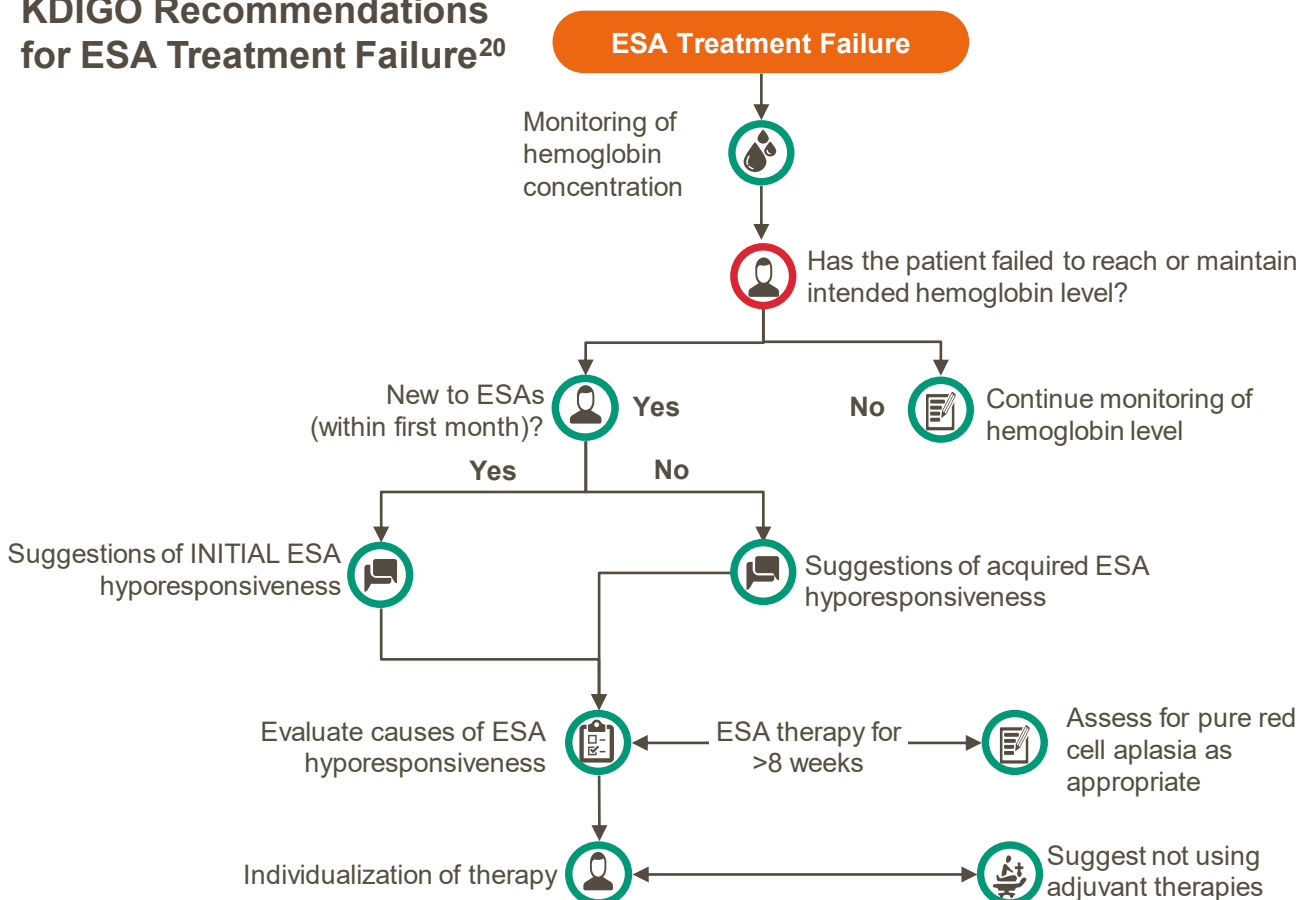 KDIGO Recommendations
for ESA Treatment Failure20
ESA Treatment Failure
Monitoring of
hemoglobin
concentration
Has the patient failed to reach or maintain
intended hemoglobin level?
New to ESAs
(within first month)?
Yes
No
Continue monitoring of
hemoglobin level
Yes
No
Suggestions of INITIAL ESA
hyporesponsiveness
Suggestions of acquired ESA
hyporesponsiveness
Evaluate causes of ESA
hyporesponsiveness
ESA therapy for
>8 weeks
Assess for pure red
cell aplasia as
appropriate
Individualization of therapy
Suggest not using
adjuvant therapies